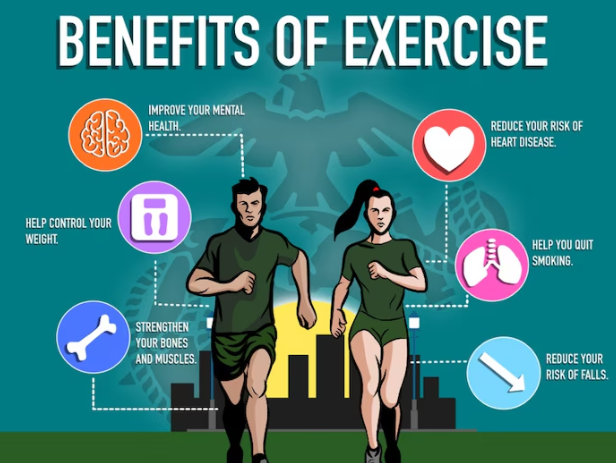 BENEFITS OF EXERCISE
IMPROVE YOUR MENTAL
HEALTH.
HELP CONTROL YOUR
WEIGHT.
STRENGTHEN
YOUR BONES
AND MUSCLES.
REDUCE YOUR RISK OF
HEART DISEASE.
HELP YOU QUIT
SMOKING.
REDUCE YOUR
RISK OF FALLS.